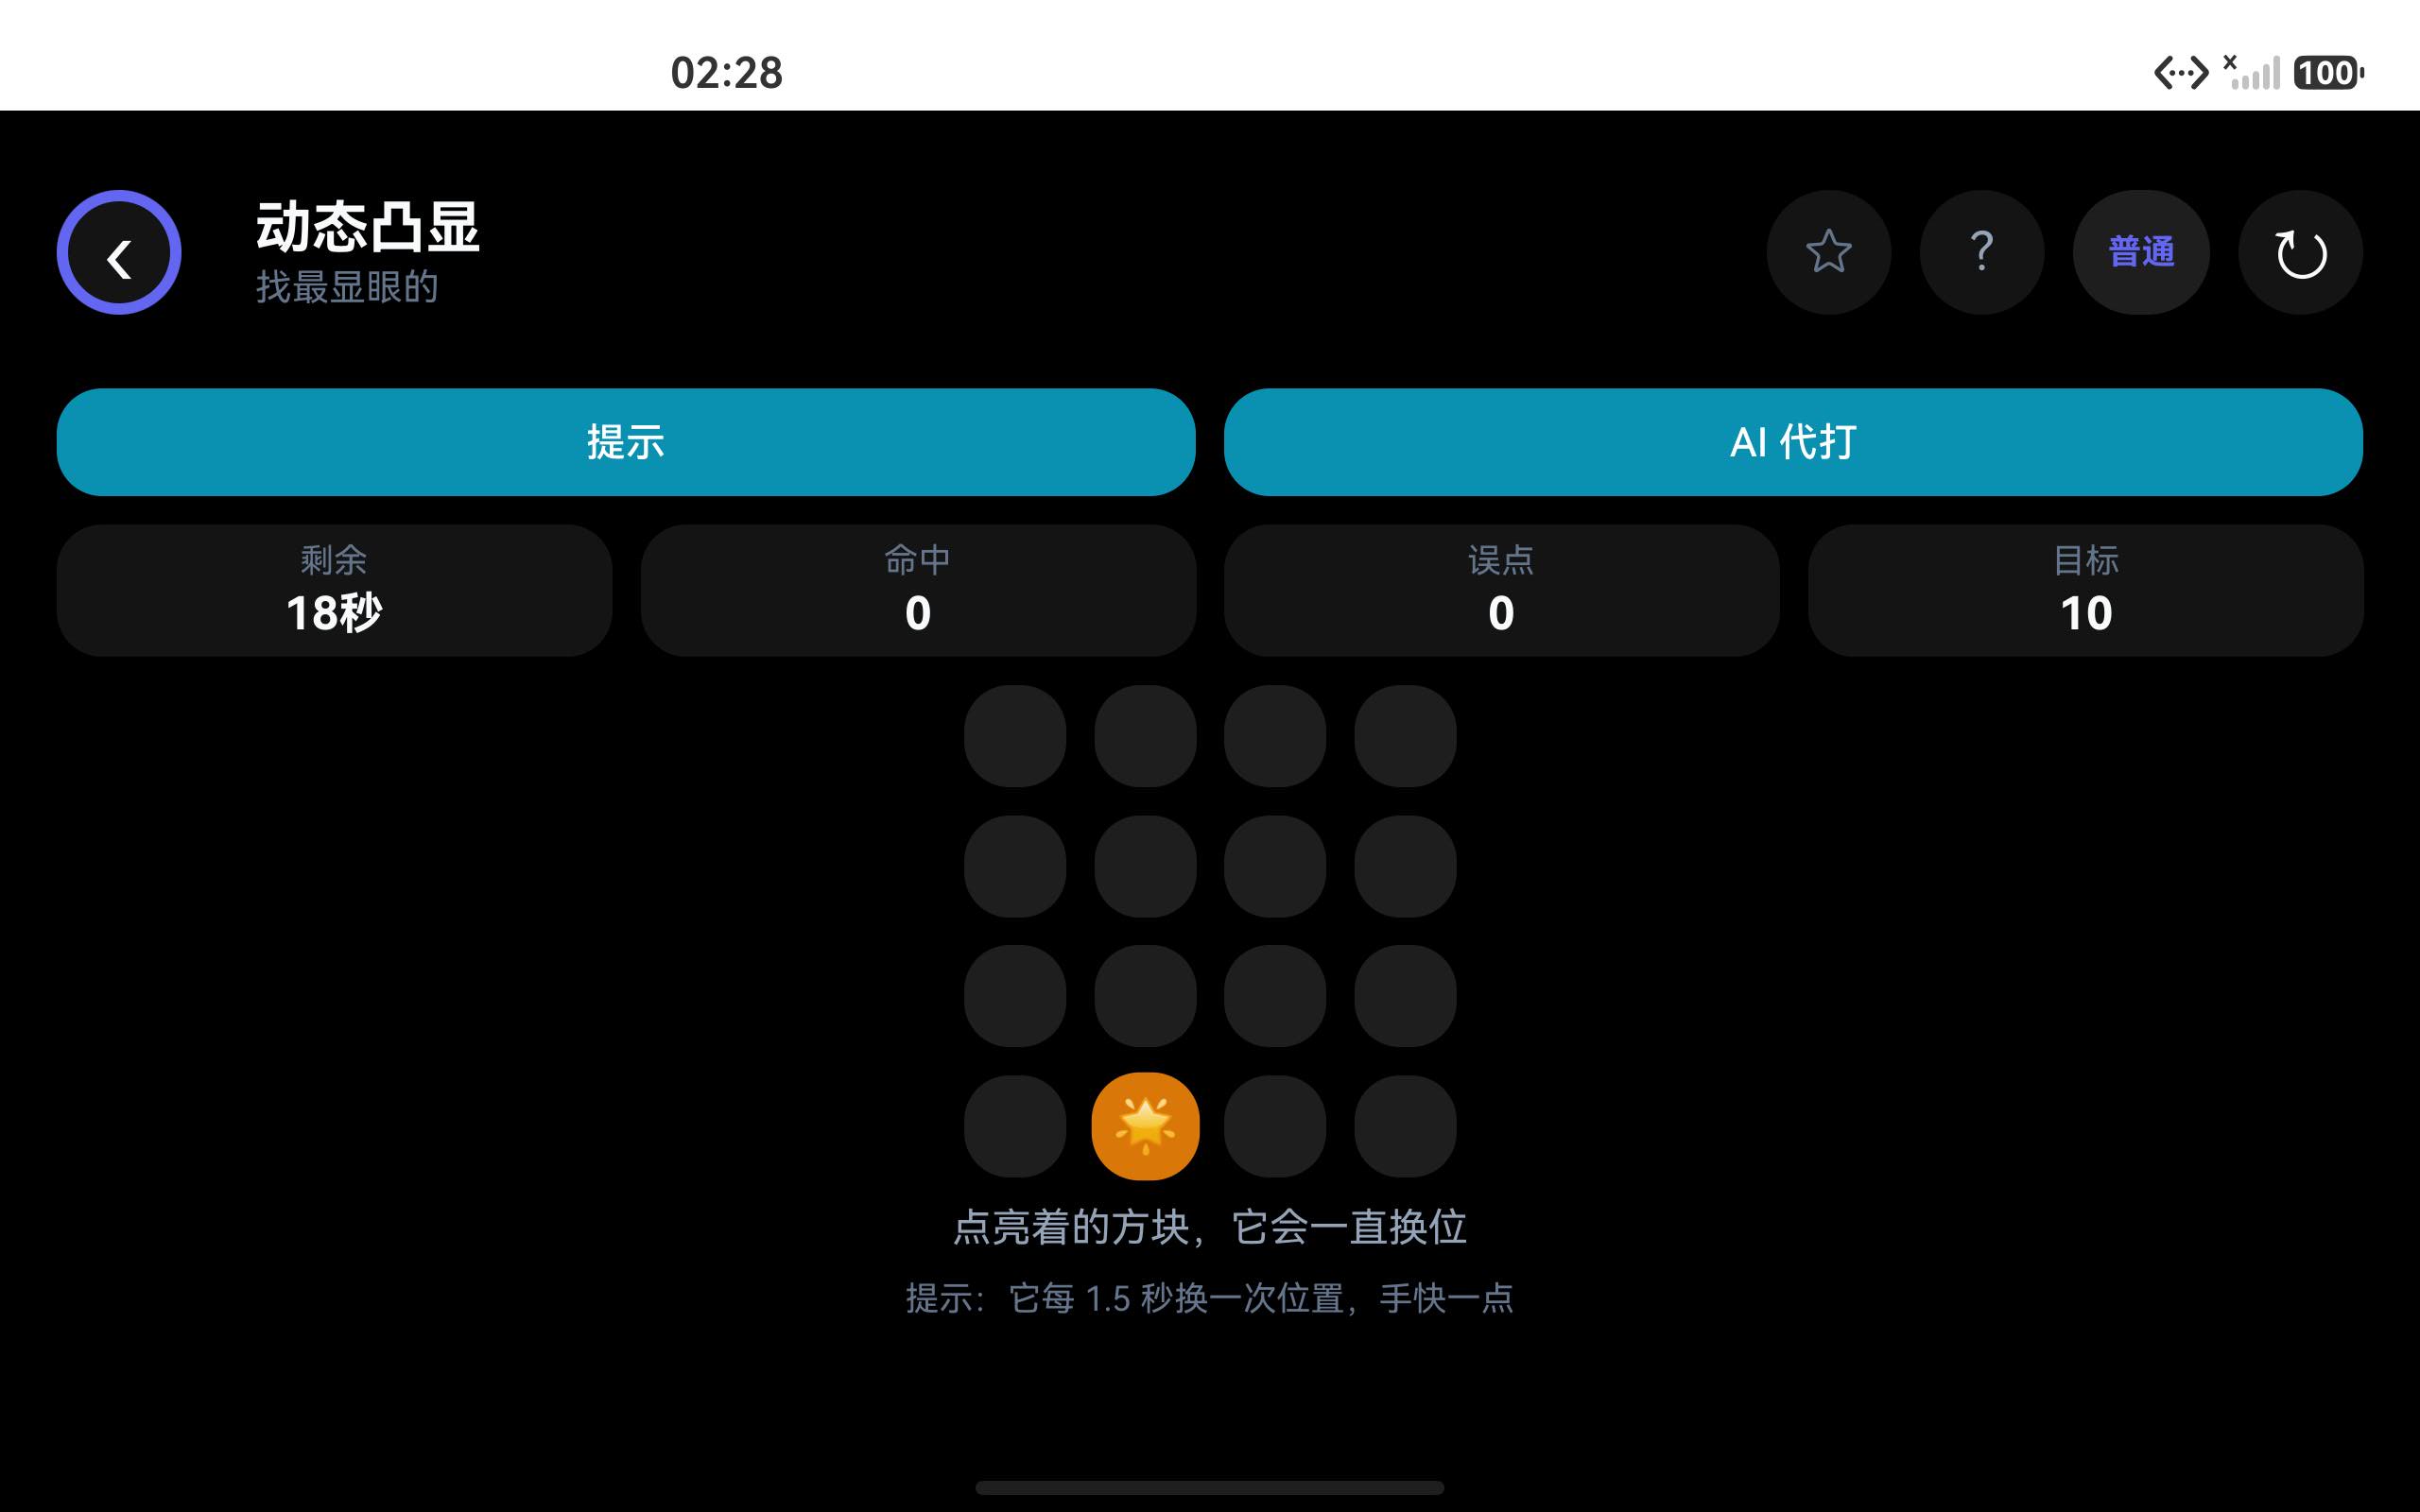 02:28
100
动态凸显
找最显眼的
?
普通
提示
AI 代打
剩余
18秒
命中
0
误点
0
目标
10
点亮着的方块，它会一直换位
提示：它每 1.5 秒换一次位置，手快一点